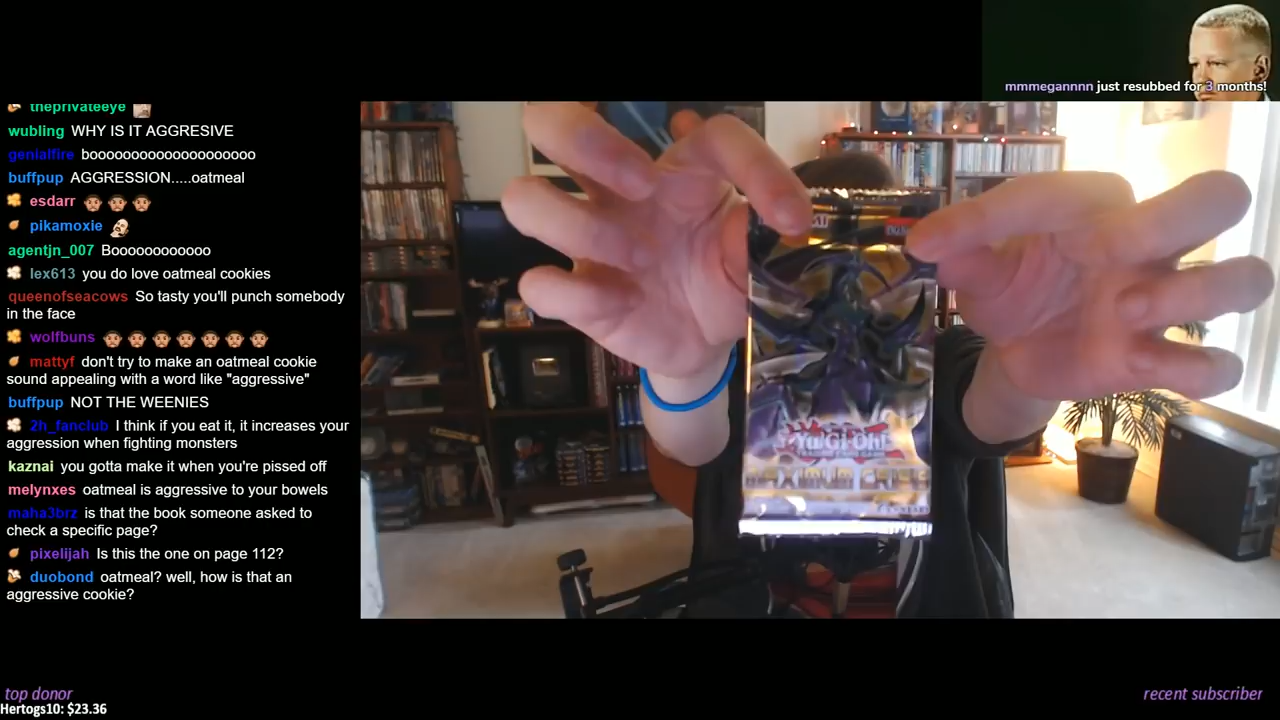 mmmegannnn just resubbed for 3 months!
theprivateeye
wubling WHY IS IT AGGRESIVE
genialfire boooooooooooooooooooo
buffpup AGGRESSION.....oatmeal
esdarr
pikamoxie
agentjn_007 Booooooooooo
lex613 you do love oatmeal cookies
queenofseacows So tasty you'll punch somebody
in the face
wolfbuns
mattyf don't try to make an oatmeal cookie
sound appealing with a word like "aggressive"
buffpup NOT THE WEENIES
2h_fanclub I think if you eat it, it increases your
aggression when fighting monsters
kaznai you gotta make it when you're pissed off
melynxes oatmeal is aggressive to your bowels
maha3brz is that the book someone asked to
check a specific page?
pixelijah Is this the one on page 112?
duobond oatmeal? well, how is that an
aggressive cookie?
Yu-Gi-Oh!
TRADING CARD GAME
MAXIMUM CRISIS
top donor
Hertogs10: $23.36
recent subscriber